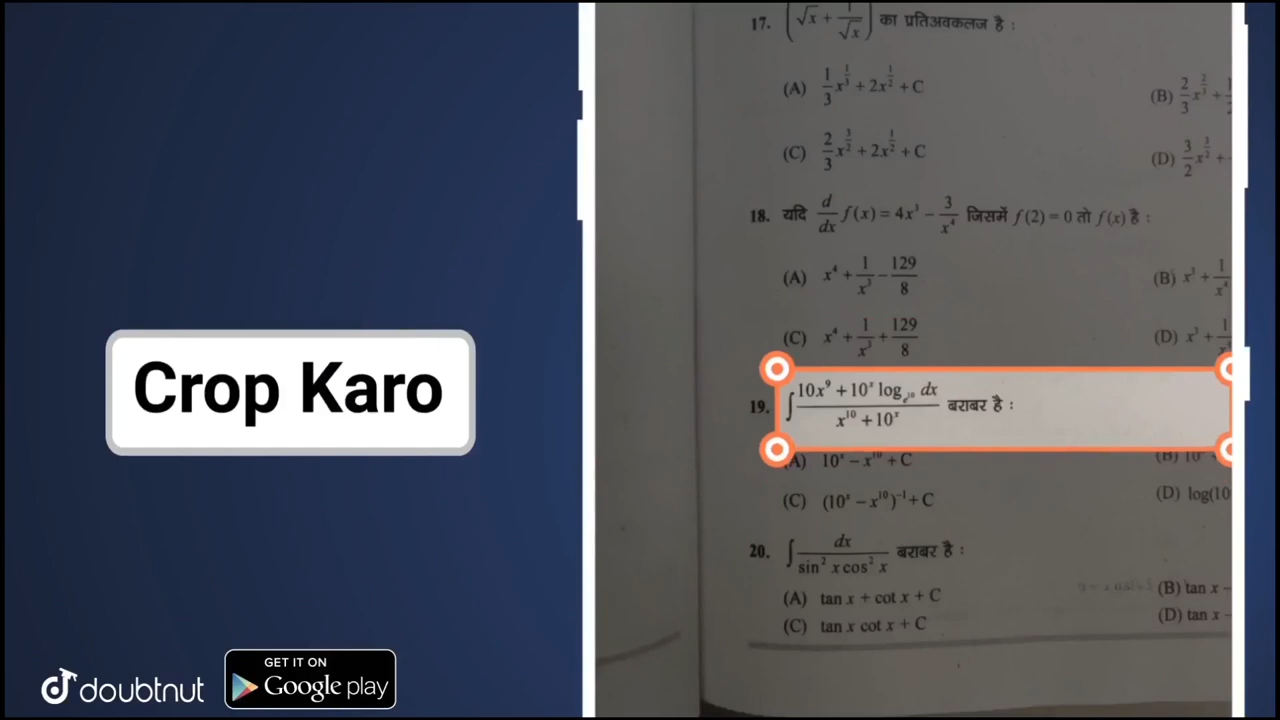 Crop Karo
doubtnut
GET IT ON
Google play
17. (√x + 1/√x) का प्रतिअवकलज है :
(A) 1/3 x^(1/3) + 2x^(1/2) + C
(B) 2/3 x^(2/3) +
(C) 2/3 x^(3/2) + 2x^(1/2) + C
(D) 3/2 x^(3/2) +
18. यदि d/dx f(x) = 4x³ − 3/x⁴ जिसमें f(2) = 0 तो f(x) है :
(A) x⁴ + 1/x³ − 129/8
(B) x³ + 1/x⁴
(C) x⁴ + 1/x³ + 129/8
(D) x³ +
19. ∫ (10x⁹ + 10ˣ logₑ10 dx)/(x¹⁰ + 10ˣ) बराबर है :
(A) 10ˣ − x¹⁰ + C
(B) 10ˣ
(C) (10ˣ − x¹⁰)⁻¹ + C
(D) log(10
20. ∫ dx/(sin² x cos² x) बराबर है :
(A) tan x + cot x + C
(B) tan x −
(C) tan x cot x + C
(D) tan x −